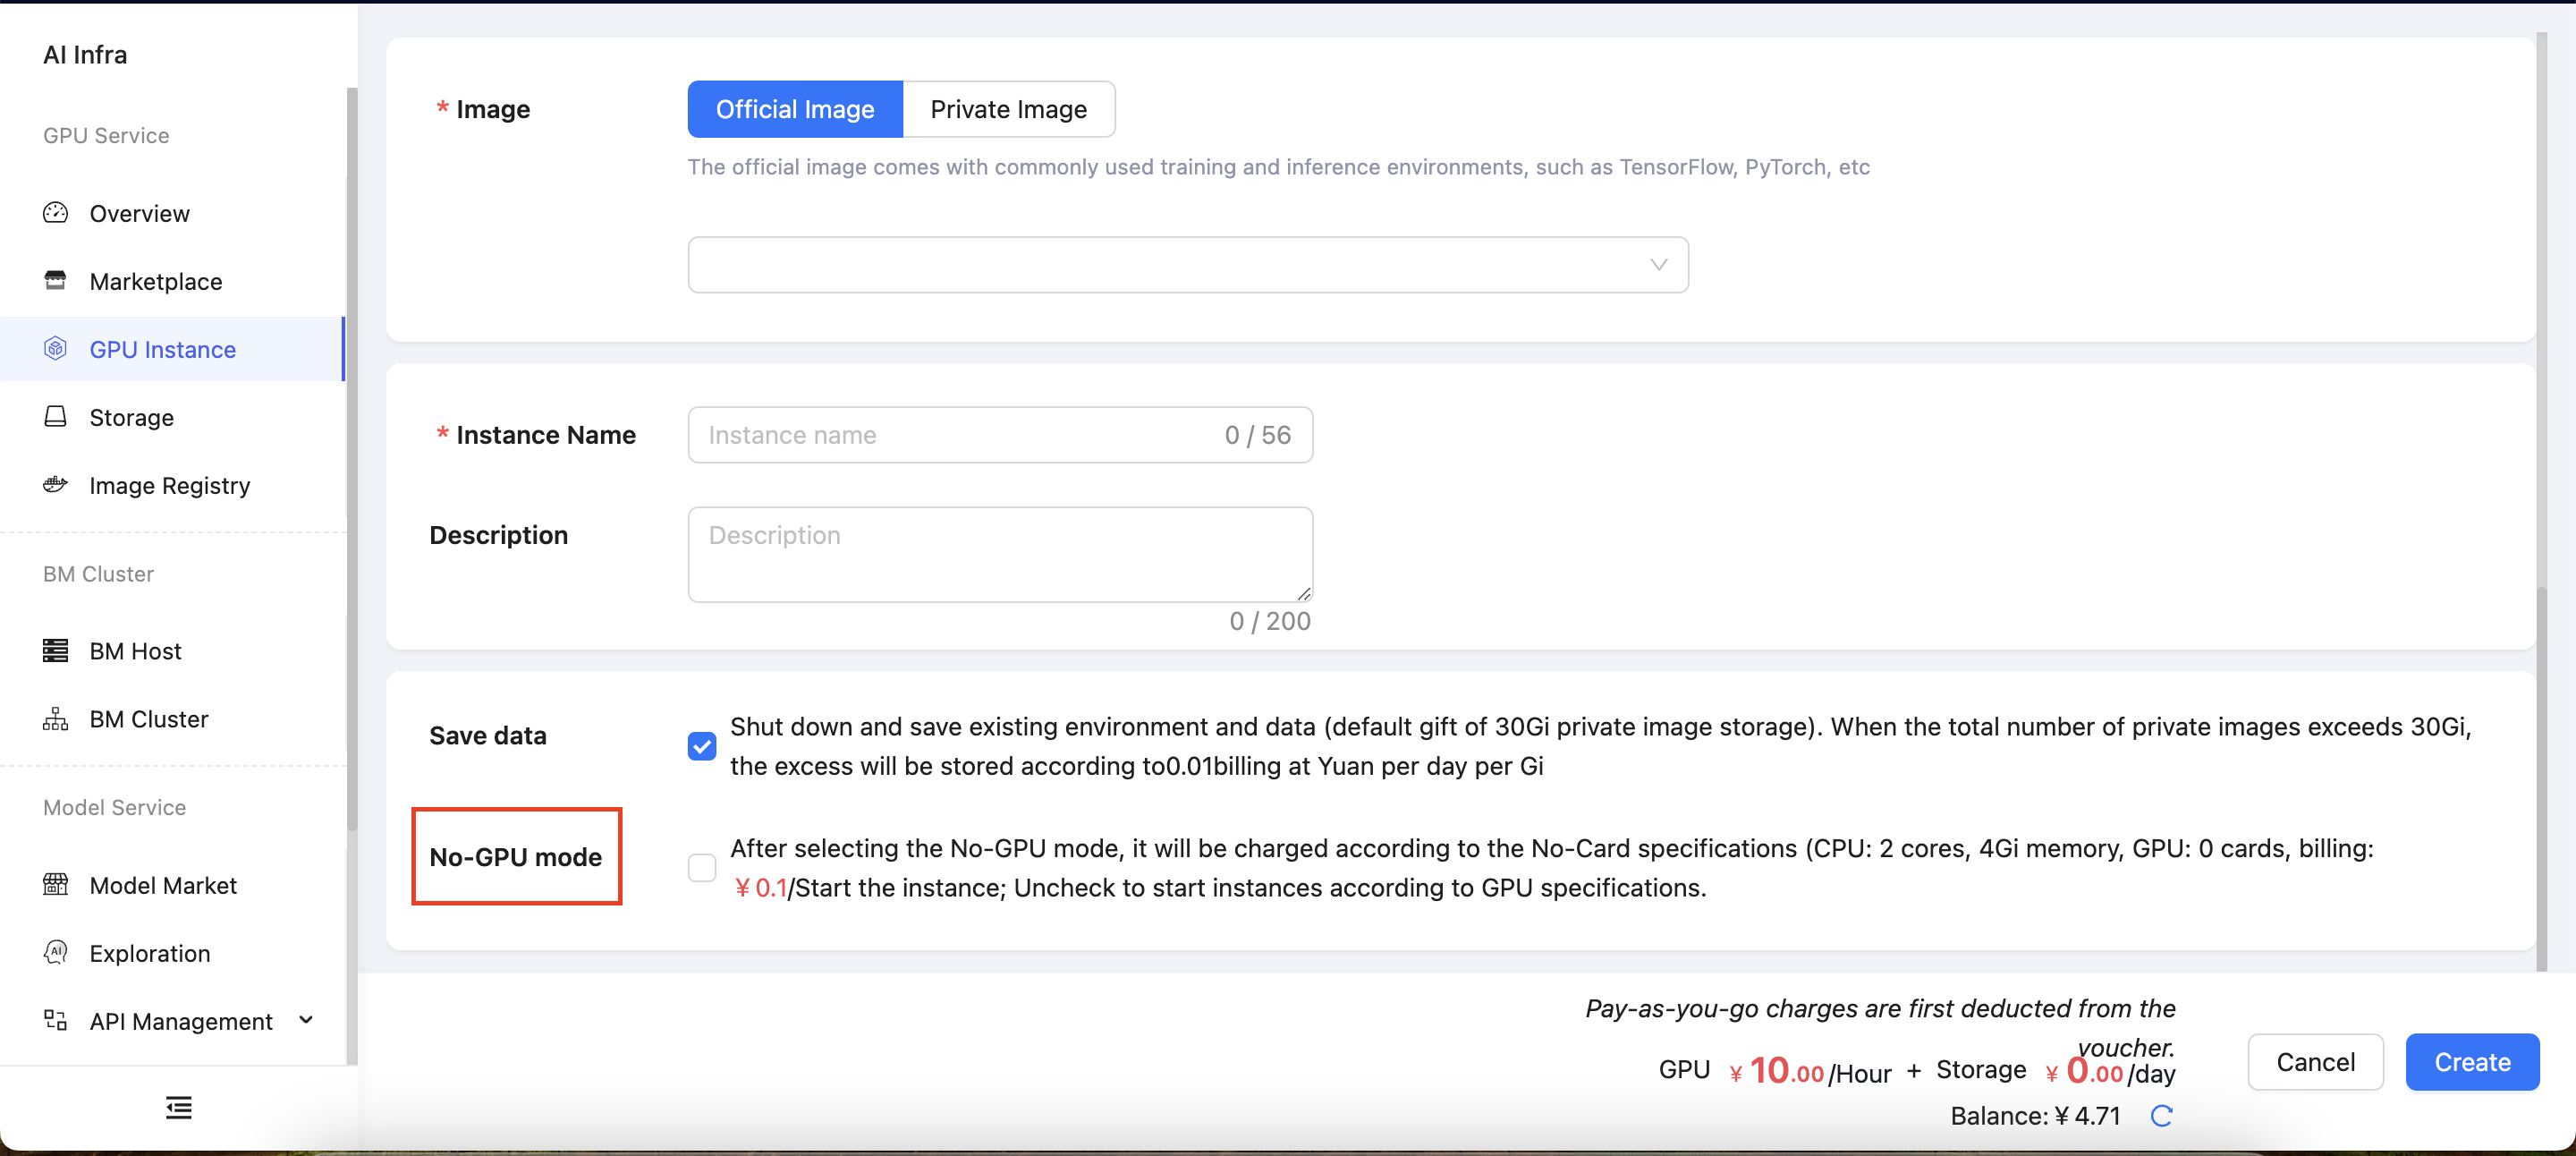 AI Infra
GPU Service
Overview
Marketplace
GPU Instance
Storage
Image Registry
BM Cluster
BM Host
BM Cluster
Model Service
Model Market
AI
Exploration
API Management
* Image
Official Image
Private Image
The official image comes with commonly used training and inference environments, such as TensorFlow, PyTorch, etc
* Instance Name
Instance name
0 / 56
Description
Description
0 / 200
Save data
Shut down and save existing environment and data (default gift of 30Gi private image storage). When the total number of private images exceeds 30Gi,
the excess will be stored according to0.01billing at Yuan per day per Gi
No-GPU mode
After selecting the No-GPU mode, it will be charged according to the No-Card specifications (CPU: 2 cores, 4Gi memory, GPU: 0 cards, billing:
¥ 0.1/Start the instance; Uncheck to start instances according to GPU specifications.
Pay-as-you-go charges are first deducted from the
voucher.
GPU ¥ 10.00 /Hour + Storage ¥ 0.00 /day
Balance: ¥ 4.71
Cancel
Create